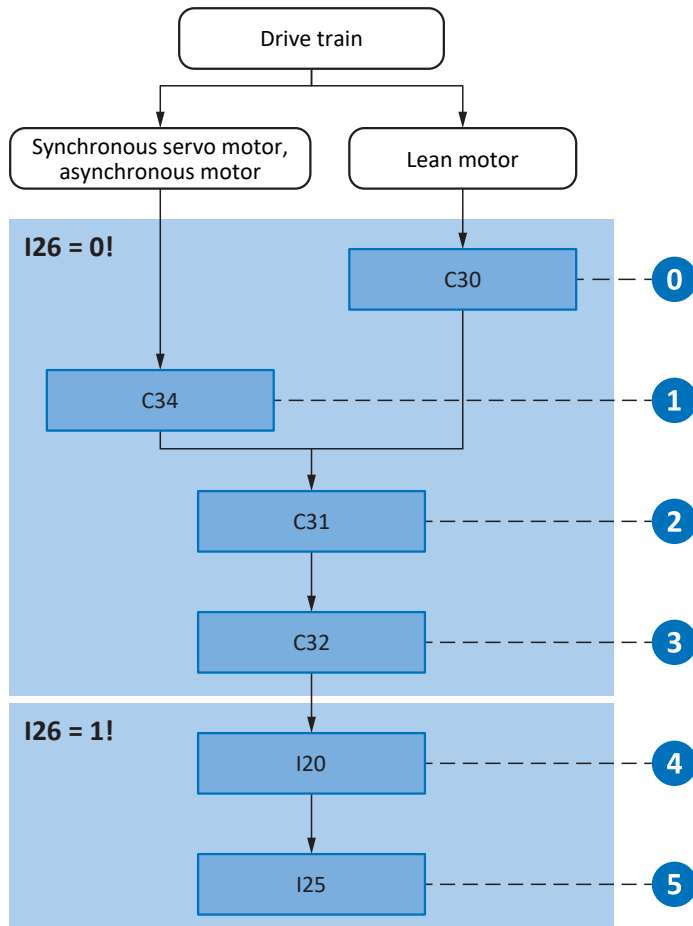 Drive train
Synchronous servo motor,
asynchronous motor
Lean motor
I26 = 0!
C30
0
C34
1
C31
2
C32
3
I26 = 1!
I20
4
I25
5